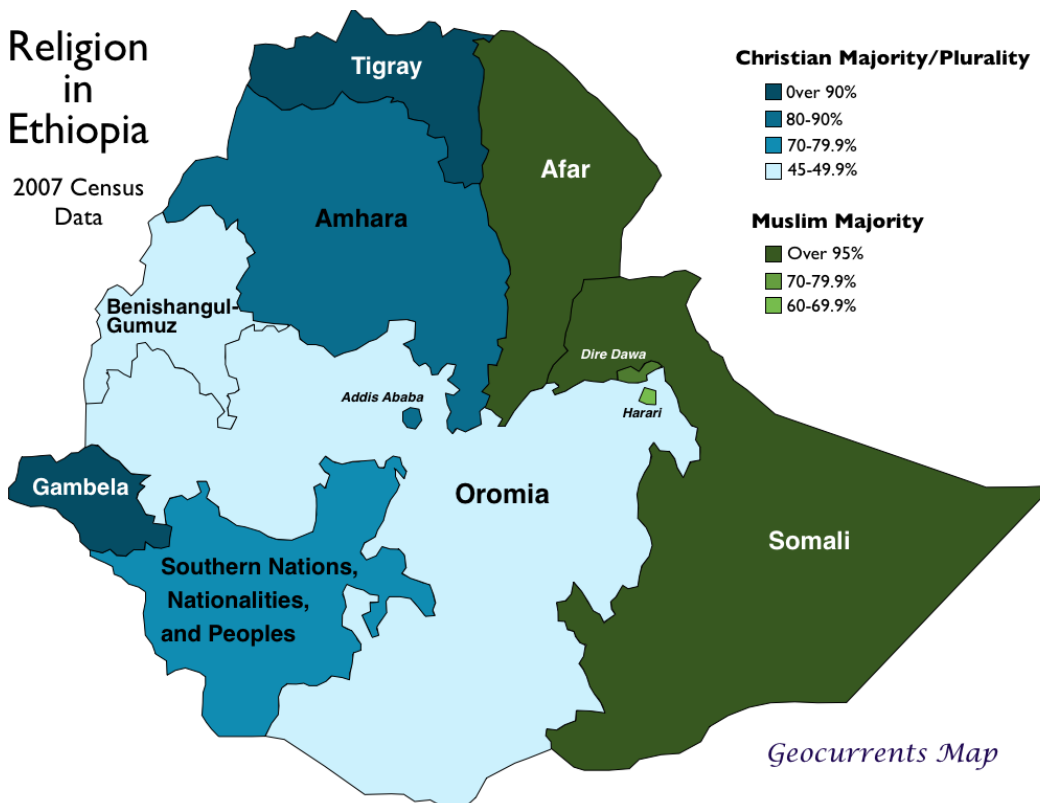 Religion
in
Ethiopia
2007 Census
Data
Christian Majority/Plurality
0ver 90%
80-90%
70-79.9%
45-49.9%
Muslim Majority
Over 95%
70-79.9%
60-69.9%
Tigray
Afar
Amhara
Benishangul-
Gumuz
Dire Dawa
Addis Ababa
Harari
Gambela
Oromia
Somali
Southern Nations,
Nationalities,
and Peoples
Geocurrents Map